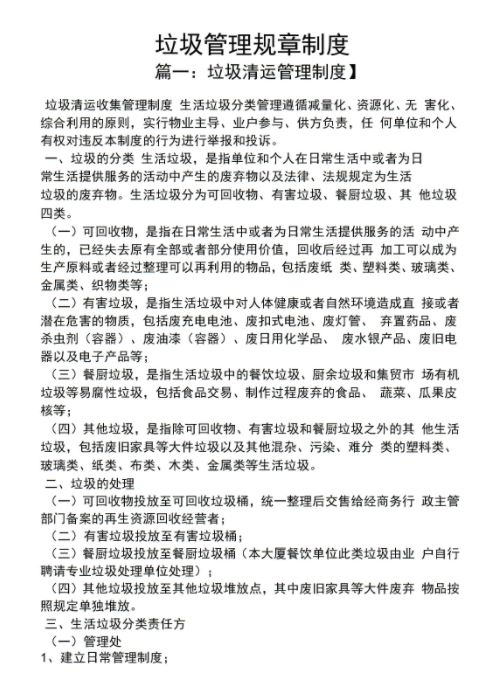 垃圾管理规章制度
篇一：垃圾清运管理制度】
垃圾清运收集管理制度 生活垃圾分类管理遵循减量化、资源化、无 害化、
综合利用的原则，实行物业主导、业户参与、供方负责，任 何单位和个人
有权对违反本制度的行为进行举报和投诉。
一、垃圾的分类 生活垃圾，是指单位和个人在日常生活中或者为日
常生活提供服务的活动中产生的废弃物以及法律、法规规定为生活
垃圾的废弃物。生活垃圾分为可回收物、有害垃圾、餐厨垃圾、其 他垃圾
四类。
（一）可回收物，是指在日常生活中或者为日常生活提供服务的活 动中产
生的，已经失去原有全部或者部分使用价值，回收后经过再 加工可以成为
生产原料或者经过整理可以再利用的物品，包括废纸 类、塑料类、玻璃类、
金属类、织物类等；
（二）有害垃圾，是指生活垃圾中对人体健康或者自然环境造成直 接或者
潜在危害的物质，包括废充电电池、废扣式电池、废灯管、 弃置药品、废
杀虫剂（容器）、废油漆（容器）、废日用化学品、 废水银产品、废旧电
器以及电子产品等；
（三）餐厨垃圾，是指生活垃圾中的餐饮垃圾、厨余垃圾和集贸市 场有机
垃圾等易腐性垃圾，包括食品交易、制作过程废弃的食品、 蔬菜、瓜果皮
核等；
（四）其他垃圾，是指除可回收物、有害垃圾和餐厨垃圾之外的其 他生活
垃圾，包括废旧家具等大件垃圾以及其他混杂、污染、难分 类的塑料类、
玻璃类、纸类、布类、木类、金属类等生活垃圾。
二、垃圾的处理
（一）可回收物投放至可回收垃圾桶，统一整理后交售给经商务行 政主管
部门备案的再生资源回收经营者；
（二）有害垃圾投放至有害垃圾桶；
（三）餐厨垃圾投放至餐厨垃圾桶（本大厦餐饮单位此类垃圾由业 户自行
聘请专业垃圾处理单位处理）；
（四）其他垃圾投放至其他垃圾堆放点，其中废旧家具等大件废弃 物品按
照规定单独堆放。
三、生活垃圾分类责任方
（一）管理处
1、建立日常管理制度；